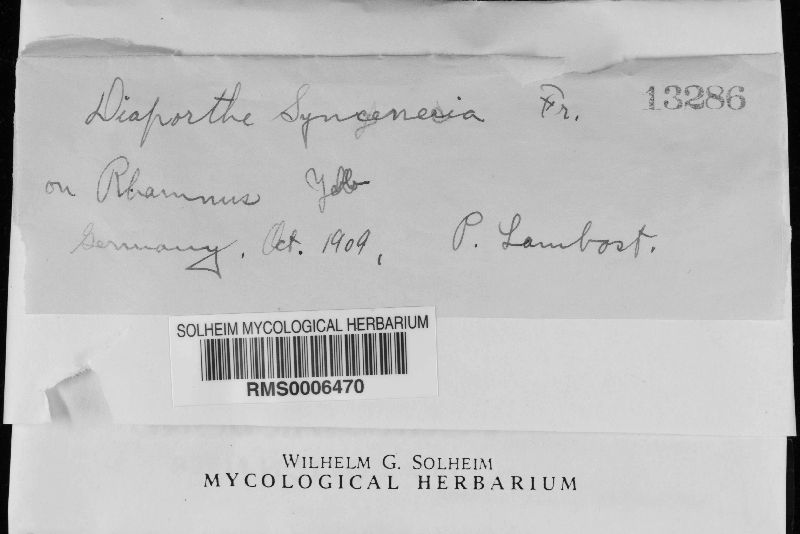 Diaporthe Syngenesia Fr. 13286
on Rhamnus
Germany, Oct. 1909, P. Lambost.
SOLHEIM MYCOLOGICAL HERBARIUM
RMS0006470
WILHELM G. SOLHEIM
MYCOLOGICAL HERBARIUM